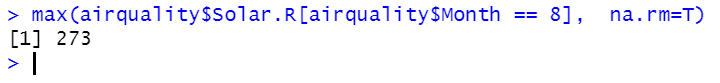 > max(airquality$Solar.R[airquality$Month == 8],  na.rm=T)
[1] 273
>